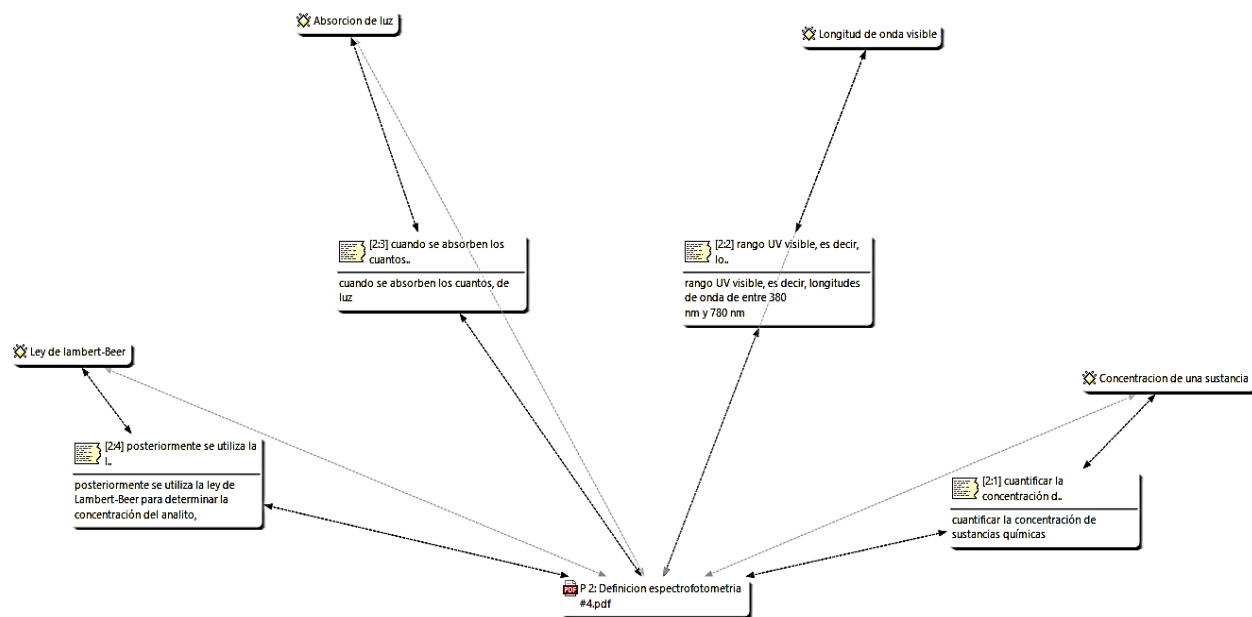 Absorcion de luz
Longitud de onda visible
[2:3] cuando se absorben los
cuantos..
cuando se absorben los cuantos, de
luz
[2:2] rango UV visible, es decir,
lo..
rango UV visible, es decir, longitudes
de onda de entre 380
nm y 780 nm
Ley de lambert-Beer
Concentracion de una sustancia
[2:4] posteriormente se utiliza la
l..
posteriormente se utiliza la ley de
Lambert-Beer para determinar la
concentración del analito,
[2:1] cuantificar la
concentración d..
cuantificar la concentración de
sustancias químicas
PDF P 2: Definicion espectrofotometria
#4.pdf